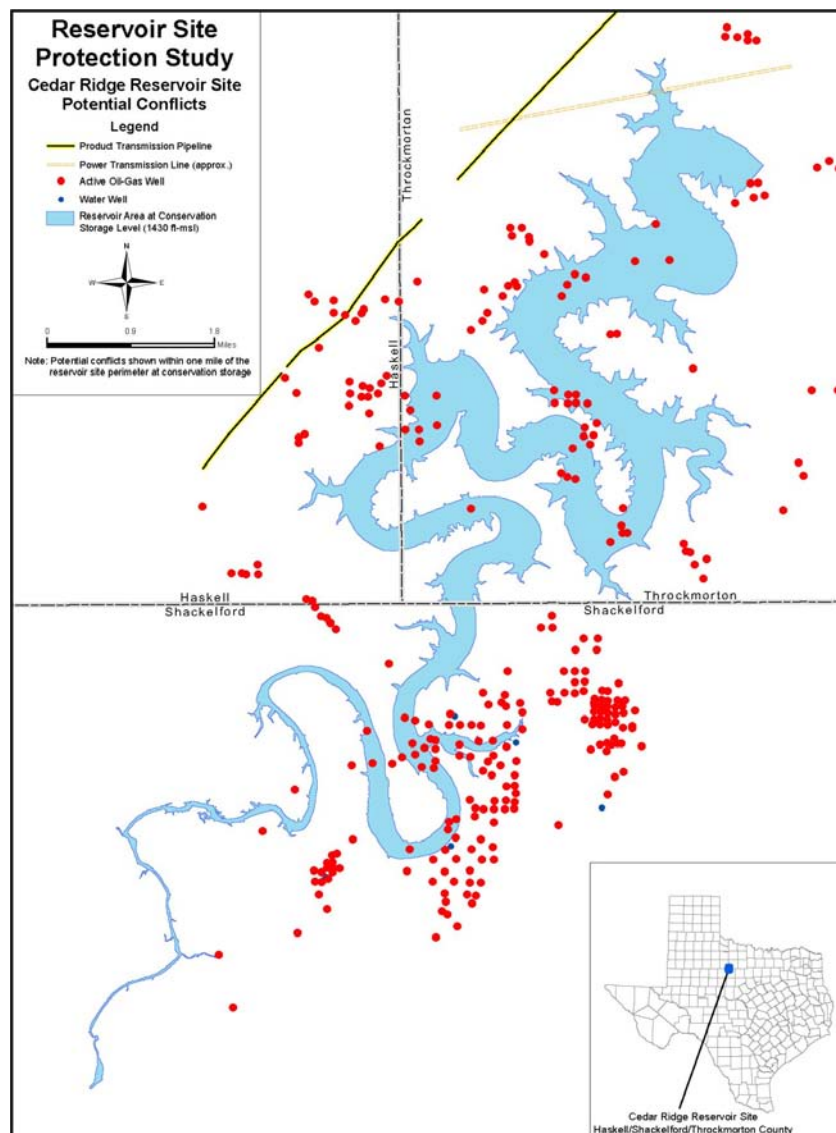 Reservoir Site
Protection Study
Cedar Ridge Reservoir Site
Potential Conflicts
Legend
Product Transmission Pipeline
Power Transmission Line (approx.)
Active Oil-Gas Well
Water Well
Reservoir Area at Conservation
Storage Level (1430 ft-msl)
N
W E
S
0 0.9 1.8
Miles
Note: Potential conflicts shown within one mile of the
reservoir site perimeter at conservation storage
Throckmorton
Haskell
Haskell
Shackelford
Throckmorton
Shackelford
Cedar Ridge Reservoir Site
Haskell/Shackelford/Throckmorton County